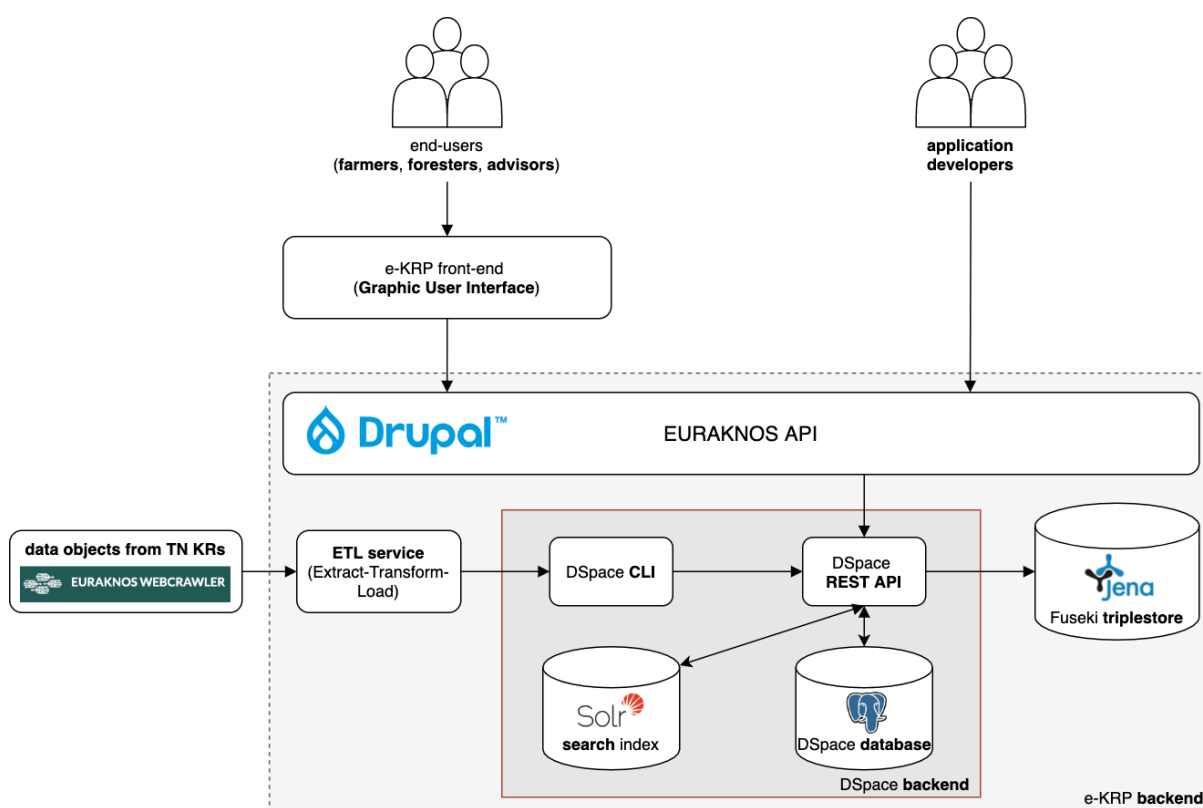 end-users
(farmers, foresters, advisors)
application
developers
e-KRP front-end
(Graphic User Interface)
Drupal™
EURAKNOS API
data objects from TN KRs
EURAKNOS WEBCRAWLER
ETL service
(Extract-Transform-
Load)
DSpace CLI
DSpace
REST API
Jena
Fuseki triplestore
Solr
search index
DSpace database
DSpace backend
e-KRP backend